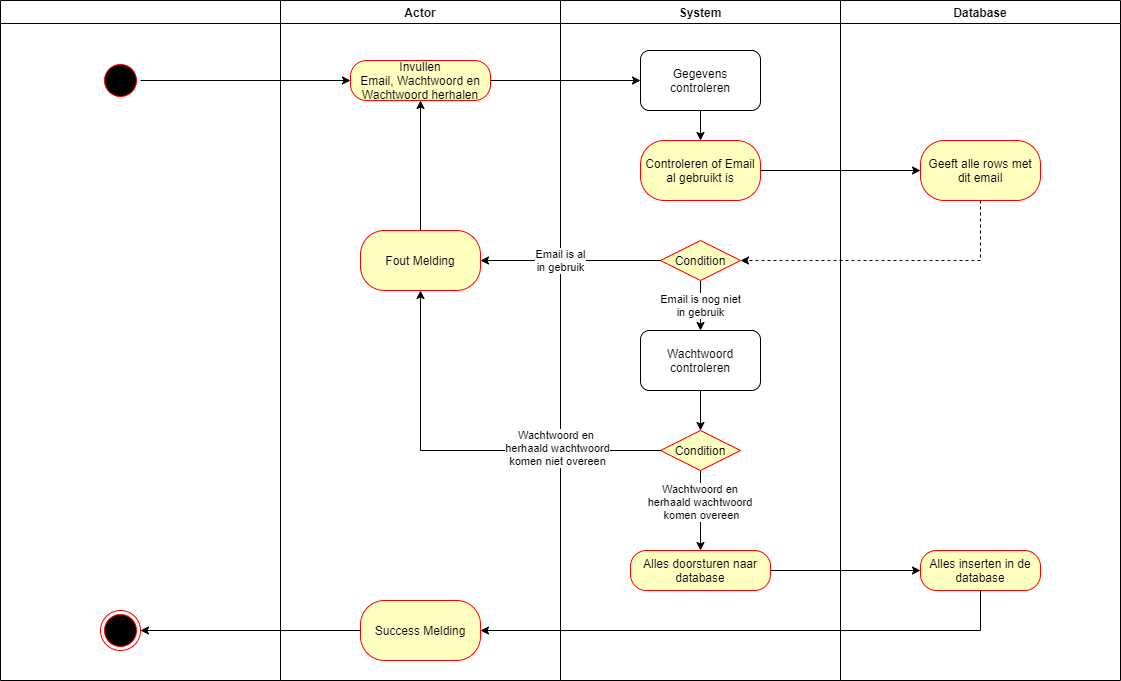 Actor
System
Database
Invullen
Email, Wachtwoord en
Wachtwoord herhalen
Gegevens
controleren
Controleren of Email
al gebruikt is
Geeft alle rows met
dit email
Fout Melding
Email is al
in gebruik
Condition
Email is nog niet
in gebruik
Wachtwoord
controleren
Wachtwoord en
herhaald wachtwoord
komen niet overeen
Condition
Wachtwoord en
herhaald wachtwoord
komen overeen
Alles doorsturen naar
database
Alles inserten in de
database
Success Melding